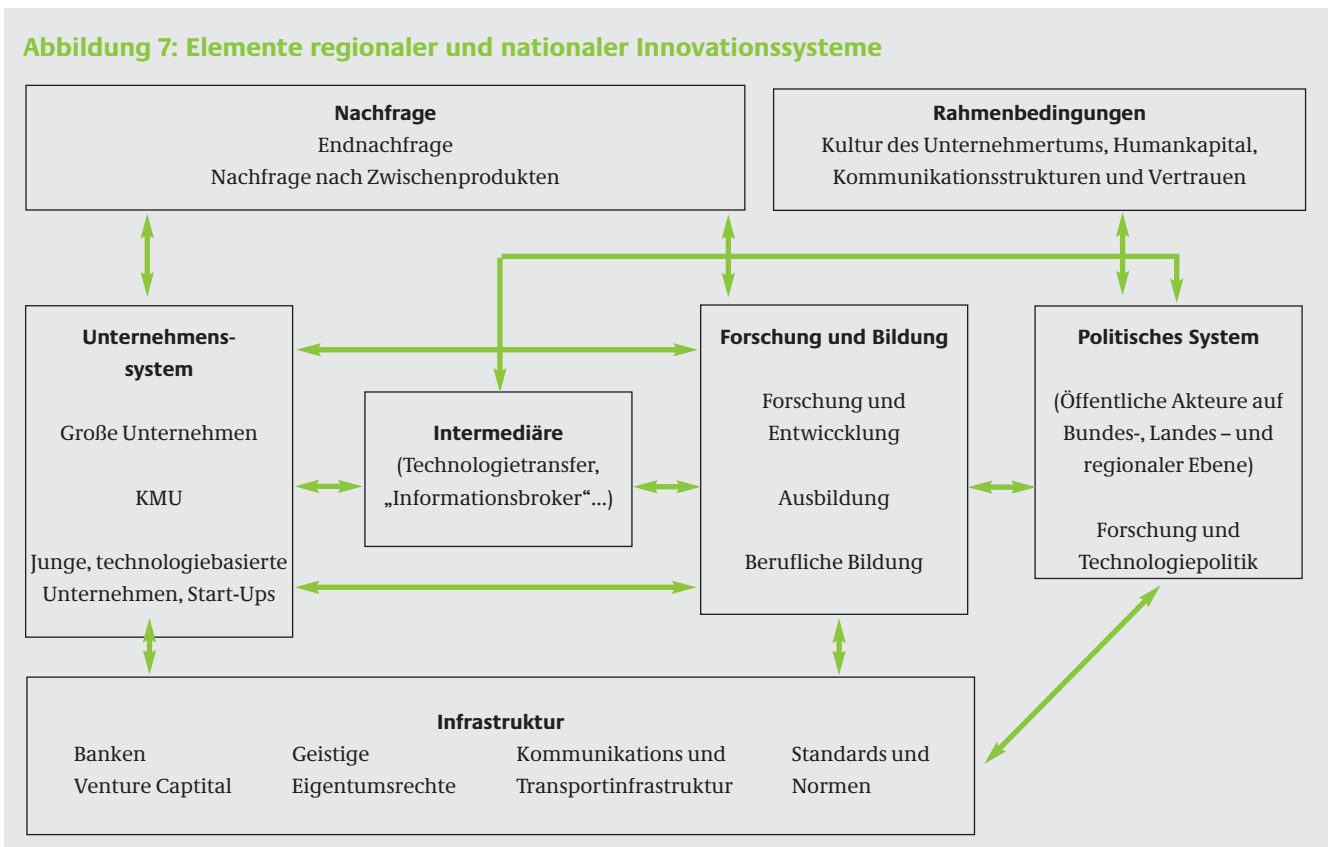 Abbildung 7: Elemente regionaler und nationaler Innovationssysteme
Nachfrage
Endnachfrage
Nachfrage nach Zwischenprodukten
Rahmenbedingungen
Kultur des Unternehmertums, Humankapital,
Kommunikationsstrukturen und Vertrauen
Unternehmens-
system
Große Unternehmen
KMU
Junge, technologiebasierte
Unternehmen, Start-Ups
Intermediäre
(Technologietransfer,
„Informationsbroker“...)
Forschung und Bildung
Forschung und
Entwiccklung
Ausbildung
Berufliche Bildung
Politisches System
(Öffentliche Akteure auf
Bundes-, Landes – und
regionaler Ebene)
Forschung und
Technologiepolitik
Infrastruktur
Banken
Venture Captital
Geistige
Eigentumsrechte
Kommunikations und
Transportinfrastruktur
Standards und
Normen